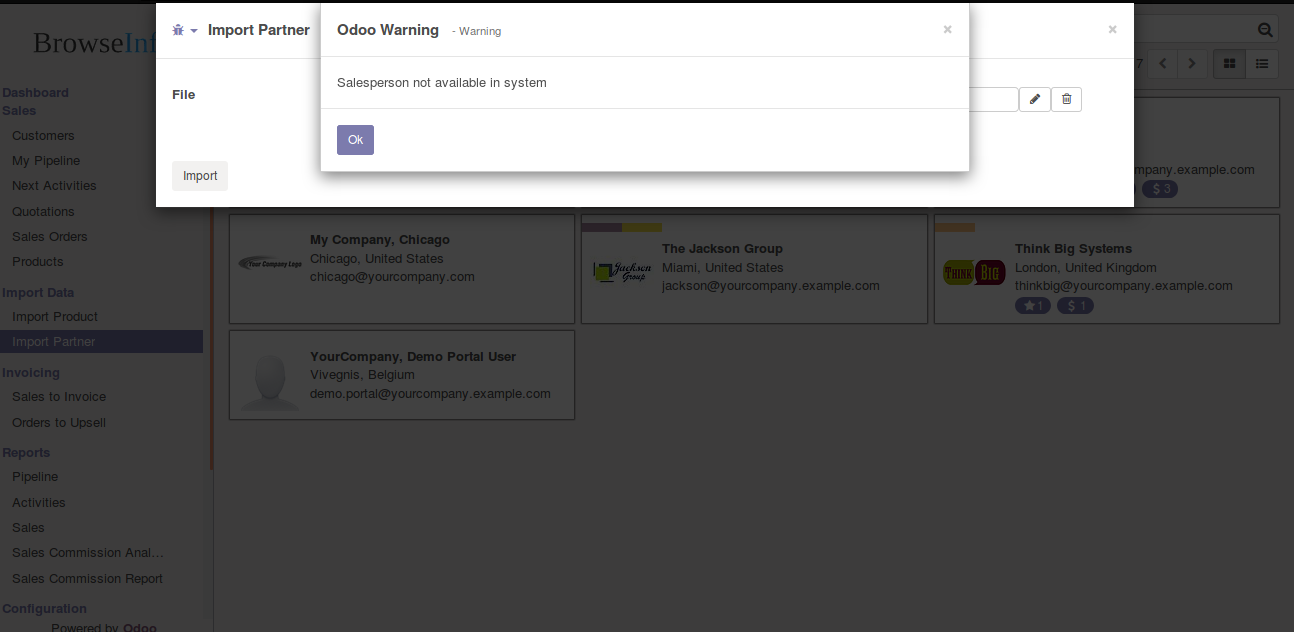 BrowseInf
Import Partner
Odoo Warning - Warning
×
×
Salesperson not available in system
File
Ok
Import
7
Dashboard
Sales
Customers
My Pipeline
Next Activities
Quotations
Sales Orders
Products
Import Data
Import Product
Import Partner
Invoicing
Sales to Invoice
Orders to Upsell
Reports
Pipeline
Activities
Sales
Sales Commission Anal...
Sales Commission Report
Configuration
Powered by Odoo
mpany.example.com
$ 3
Your Company Logo
My Company, Chicago
Chicago, United States
chicago@yourcompany.com
Jackson
Group
The Jackson Group
Miami, United States
jackson@yourcompany.example.com
THINK BIG
Think Big Systems
London, United Kingdom
thinkbig@yourcompany.example.com
1
$ 1
YourCompany, Demo Portal User
Vivegnis, Belgium
demo.portal@yourcompany.example.com